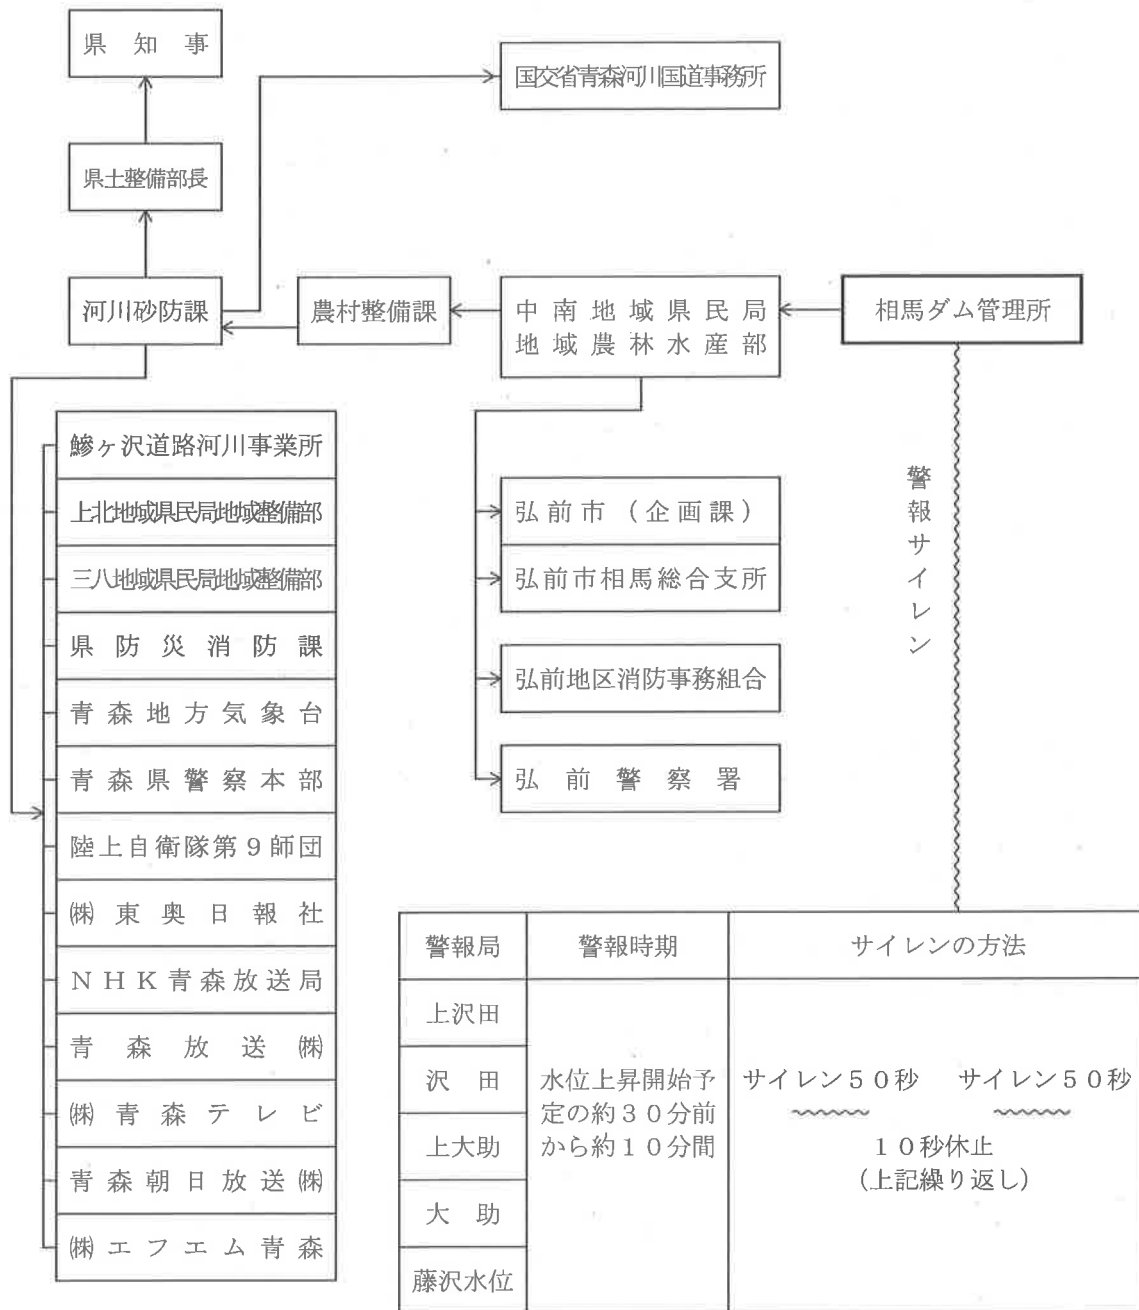 県知事
国交省青森河川国道事務所
県土整備部長
河川砂防課
農村整備課
中南地域県民局
地域農林水産部
相馬ダム管理所
鰺ヶ沢道路河川事業所
上北地域県民局地域整備部
三八地域県民局地域整備部
県防災消防課
青森地方気象台
青森県警察本部
陸上自衛隊第9師団
㈱東奥日報社
NHK青森放送局
青森放送㈱
㈱青森テレビ
青森朝日放送㈱
㈱エフエム青森
弘前市(企画課)
弘前市相馬総合支所
弘前地区消防事務組合
弘前警察署
警報サイレン
警報局
警報時期
サイレンの方法
上沢田
沢田
上大助
大助
藤沢水位
水位上昇開始予
定の約30分前
から約10分間
サイレン50秒 サイレン50秒
10秒休止
(上記繰り返し)